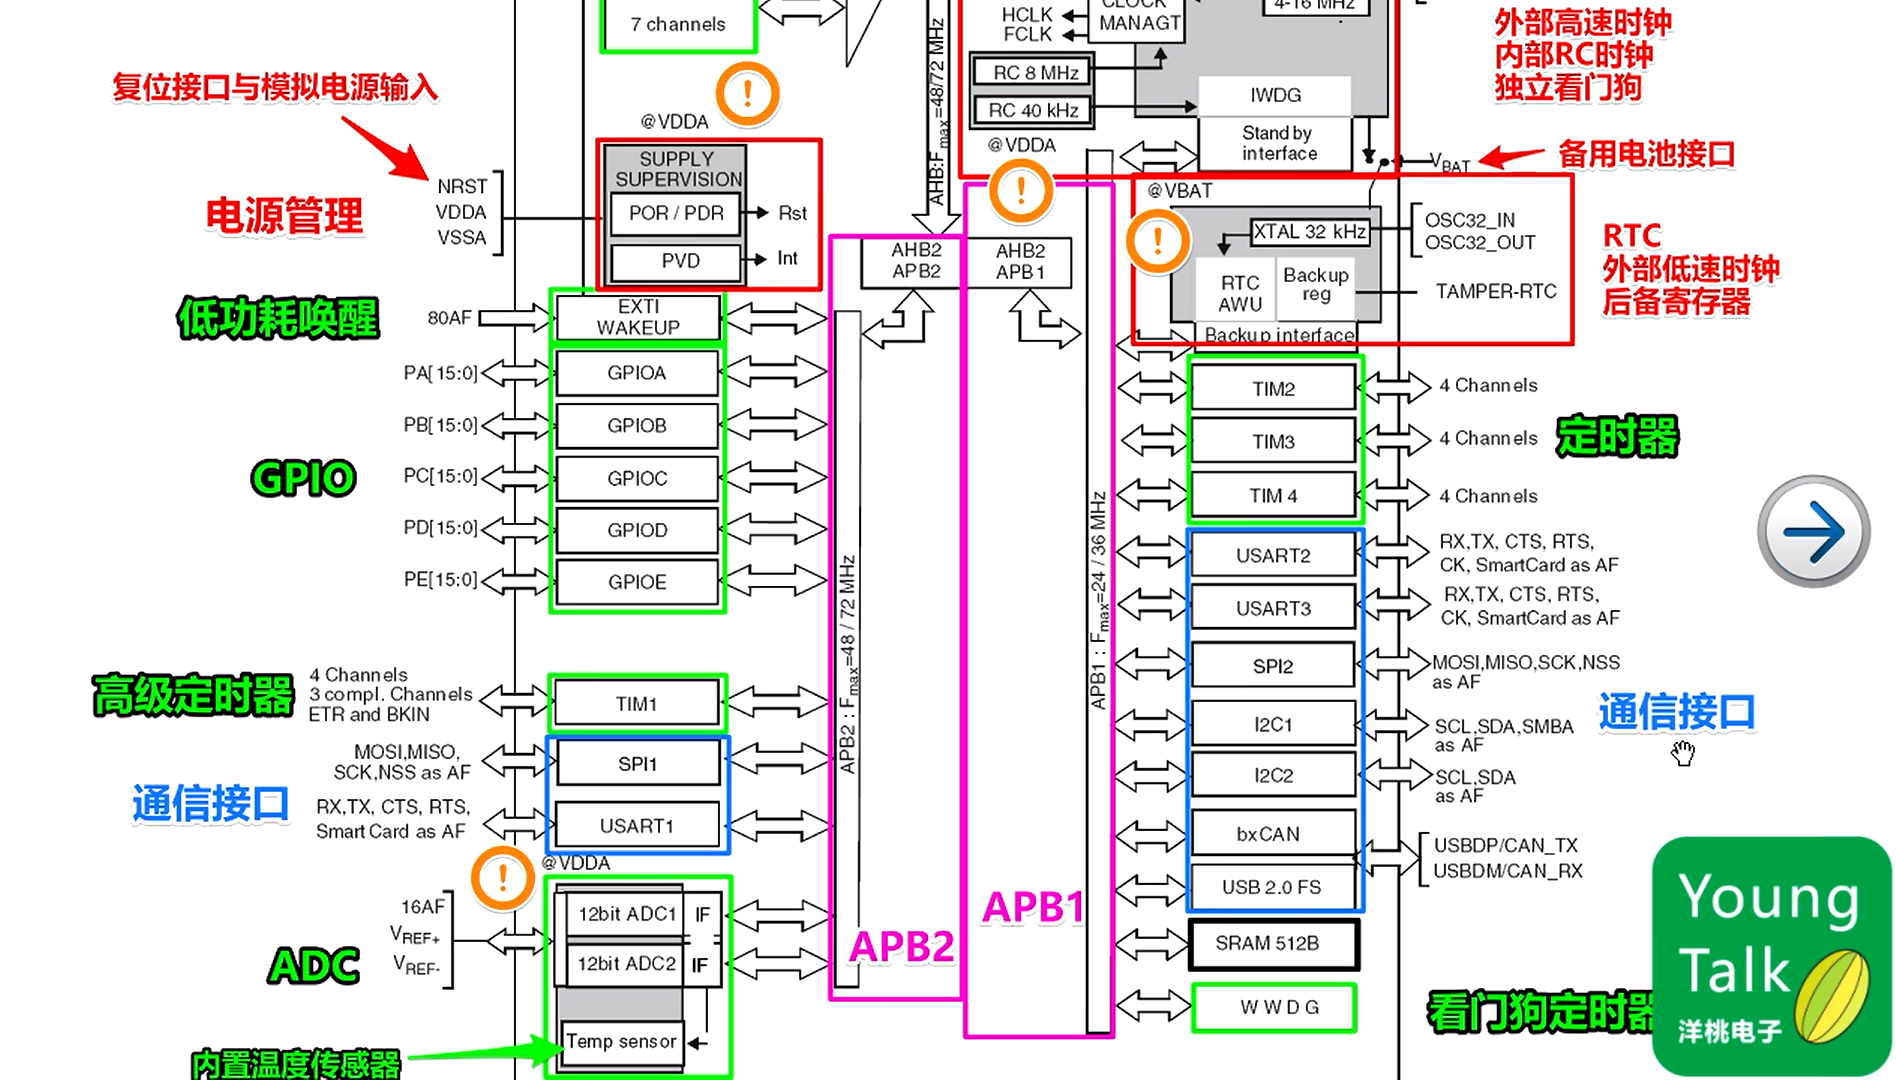 7 channels
HCLK
FCLK
MANAGT
4-16 MHz
外部高速时钟
内部RC时钟
独立看门狗
RC 8 MHz
RC 40 kHz
@VDDA
IWDG
Stand by
interface
VBAT
备用电池接口
复位接口与模拟电源输入
@VDDA
NRST
VDDA
VSSA
电源管理
SUPPLY
SUPERVISION
POR / PDR
Rst
PVD
Int
AHB:Fmax=48/72 MHz
AHB2
APB2
AHB2
APB1
@VBAT
XTAL 32 kHz
OSC32_IN
OSC32_OUT
RTC
AWU
Backup
reg
TAMPER-RTC
Backup interface
RTC
外部低速时钟
后备寄存器
低功耗唤醒
80AF
EXTI
WAKEUP
GPIO
PA[15:0]
GPIOA
PB[15:0]
GPIOB
PC[15:0]
GPIOC
PD[15:0]
GPIOD
PE[15:0]
GPIOE
TIM2
4 Channels
TIM3
4 Channels
TIM 4
4 Channels
定时器
USART2
RX,TX, CTS, RTS,
CK, SmartCard as AF
USART3
RX,TX, CTS, RTS,
CK, SmartCard as AF
SPI2
MOSI,MISO,SCK,NSS
as AF
I2C1
SCL,SDA,SMBA
as AF
I2C2
SCL,SDA
as AF
通信接口
bxCAN
USB 2.0 FS
USBDP/CAN_TX
USBDM/CAN_RX
SRAM 512B
WWDG
看门狗定时器
高级定时器
4 Channels
3 compl. Channels
ETR and BKIN
TIM1
MOSI,MISO,
SCK,NSS as AF
SPI1
通信接口
RX,TX, CTS, RTS,
SmartCard as AF
USART1
@VDDA
ADC
16AF
VREF+
VREF-
12bit ADC1
IF
12bit ADC2
IF
Temp sensor
内置温度传感器
APB2 : Fmax=48 / 72 MHz
APB1 : Fmax=24 / 36 MHz
APB2
APB1
Young
Talk
洋桃电子